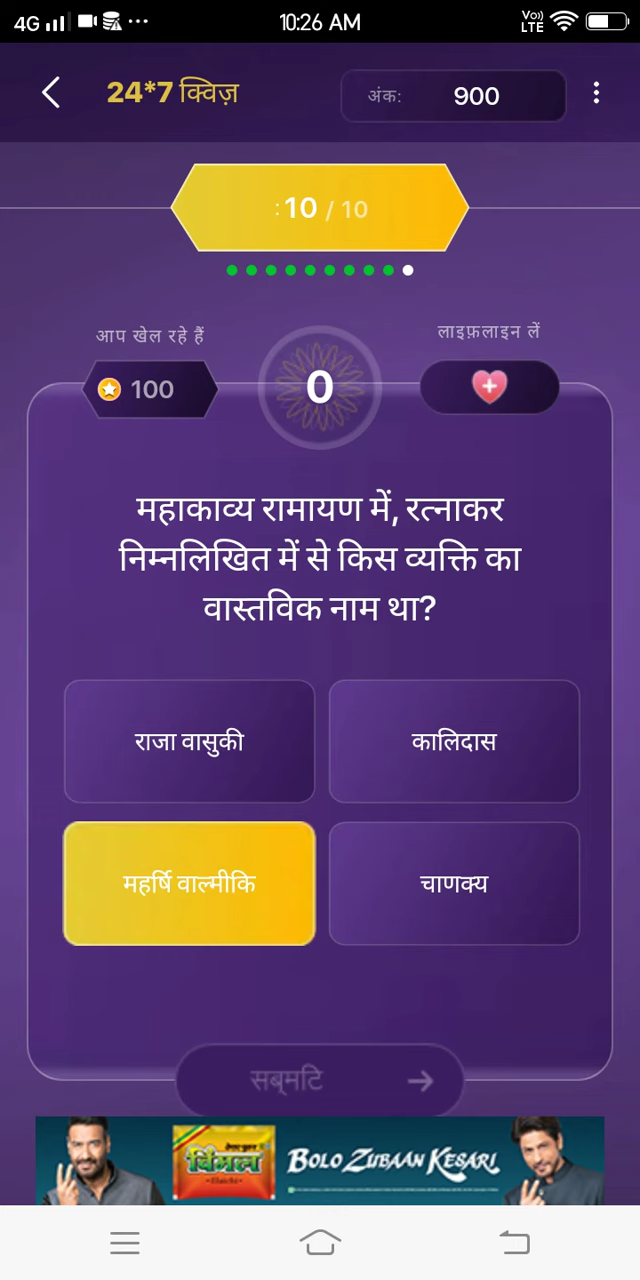 4G
10:26 AM
Vo))
LTE
24*7 क्विज़
अंक:
900
:10 / 10
आप खेल रहे हैं
लाइफ़लाइन लें
100
0
महाकाव्य रामायण में, रत्नाकर
निम्नलिखित में से किस व्यक्ति का
वास्तविक नाम था?
राजा वासुकी
कालिदास
महर्षि वाल्मीकि
चाणक्य
सब्मिट
विमल
BOLO ZUBAAN KESARI